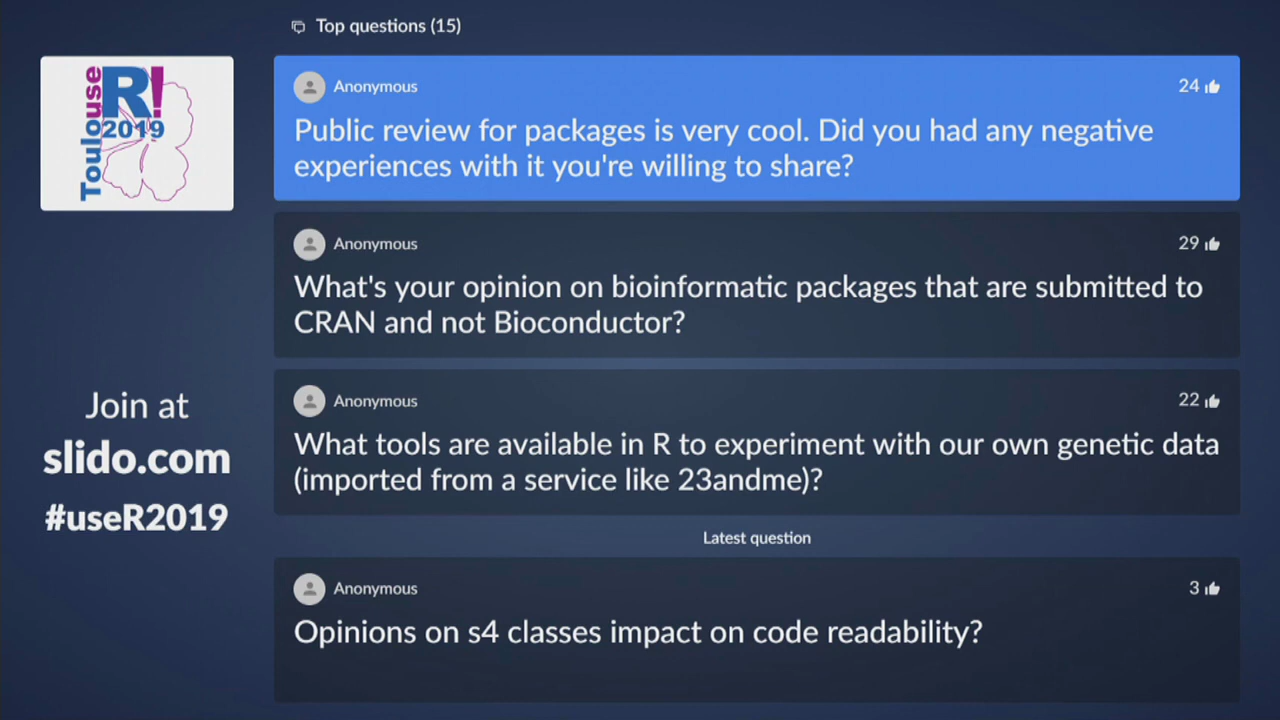 Top questions (15)
Toulouse
R!
2019
Anonymous
24
Public review for packages is very cool. Did you had any negative
experiences with it you're willing to share?
Anonymous
29
What's your opinion on bioinformatic packages that are submitted to
CRAN and not Bioconductor?
Anonymous
22
What tools are available in R to experiment with our own genetic data
(imported from a service like 23andme)?
Join at
slido.com
#useR2019
Latest question
Anonymous
3
Opinions on s4 classes impact on code readability?